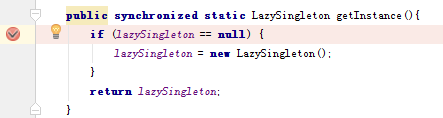 public synchronized static LazySingleton getInstance(){
if (lazySingleton == null) {
lazySingleton = new LazySingleton();
}
return lazySingleton;
}